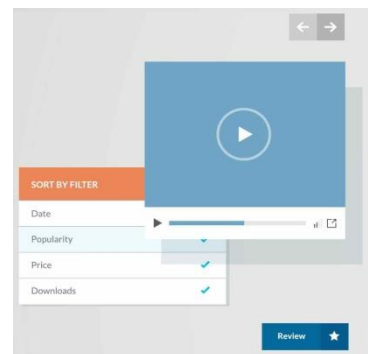 SORT BY FILTER
Date
Popularity
Price
Downloads
Review